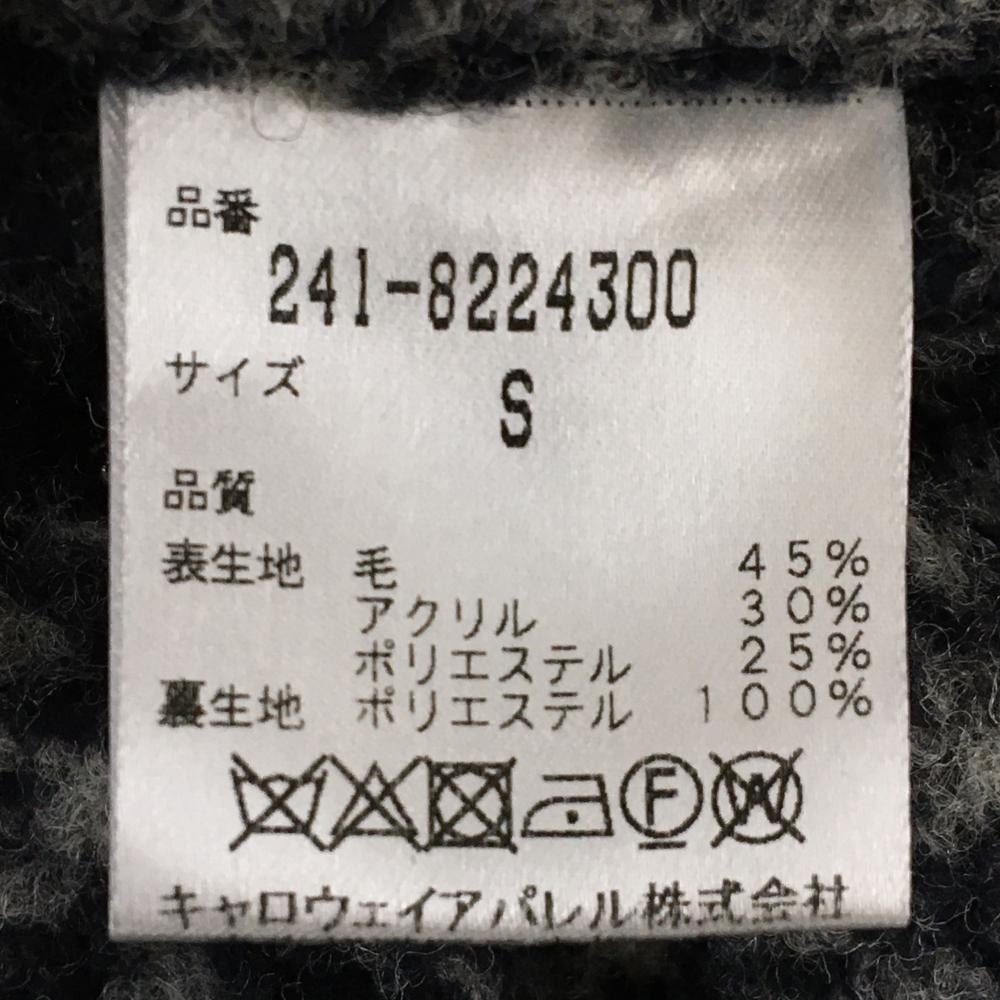 品番
241-8224300
サイズ
S
品質
表生地 毛 45%
アクリル 30%
ポリエステル 25%
裏生地 ポリエステル 100%
F W
キャロウェイアパレル株式会社